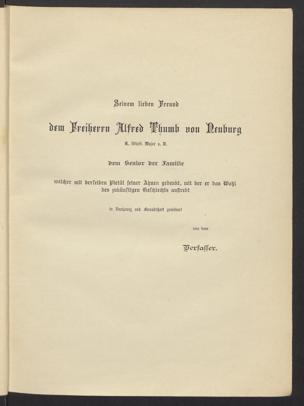 Seinem lieben Freund
dem Freiherrn Alfred Thumb von Neuburg
K. Württ. Major a. D.
dem Senior der Familie
welcher mit derselben Pietät seiner Ahnen gedenkt, mit der er das Wohl
des zukünftigen Geschlechts anstrebt
in Verehrung und Freundschaft gewidmet
von dem
Verfasser.